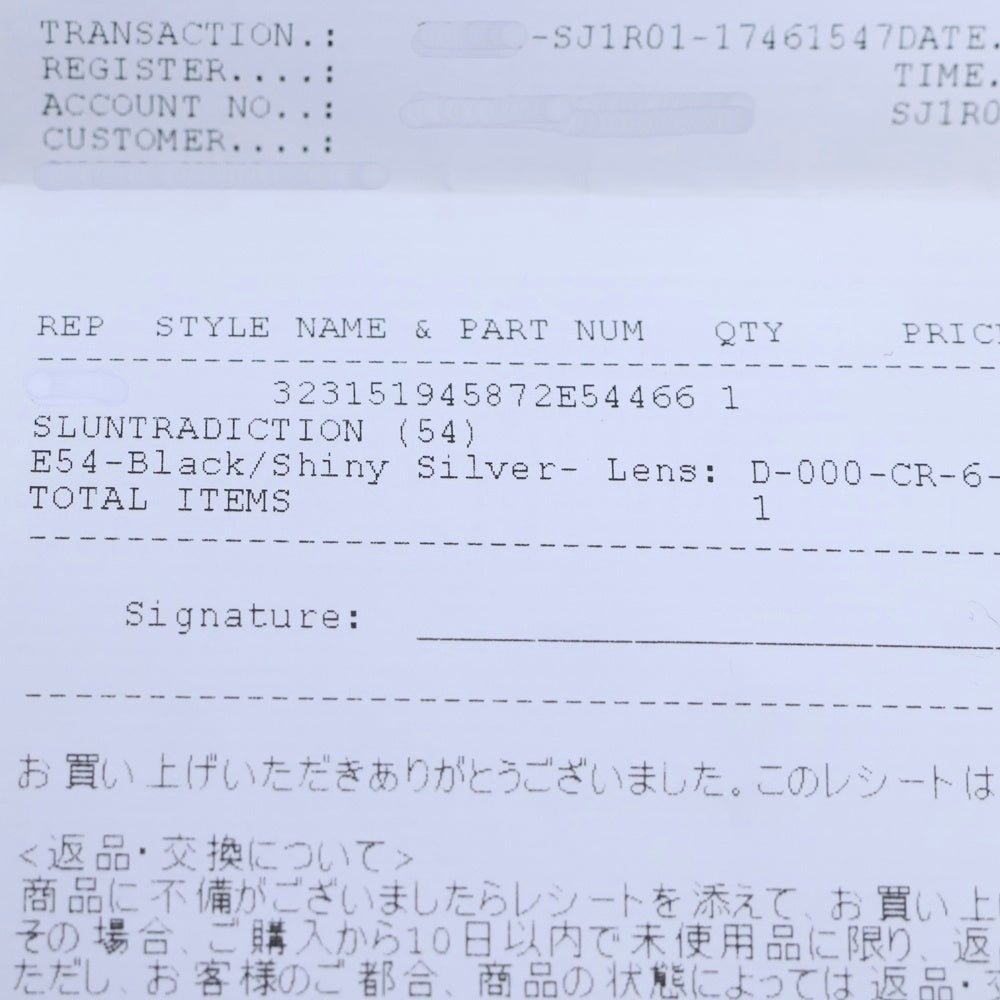 TRANSACTION.: -SJ1R01-17461547DATE.
REGISTER....: TIME.
ACCOUNT NO..: SJ1R0
CUSTOMER....:
REP STYLE NAME & PART NUM QTY PRIC
323151945872E54466 1
SLUNTRADICTION (54)
E54-Black/Shiny Silver- Lens: D-000-CR-6-
TOTAL ITEMS 1
Signature:
お買い上げいただきありがとうございました。このレシートは
<返品・交換について>
商品に不備がございましたらレシートを添えて、お買い上
その場合、ご購入から10日以内で未使用品に限り、返
ただし、お客様のご都合、商品の状態によっては返品・